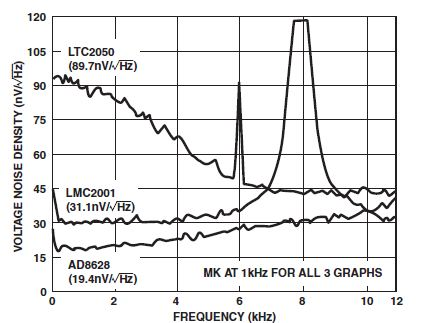 120
105
90
75
60
45
30
15
0
VOLTAGE NOISE DENSITY (nV/√Hz)
LTC2050
(89.7nV/√Hz)
LMC2001
(31.1nV/√Hz)
AD8628
(19.4nV/√Hz)
MK AT 1kHz FOR ALL 3 GRAPHS
0 2 4 6 8 10 12
FREQUENCY (kHz)